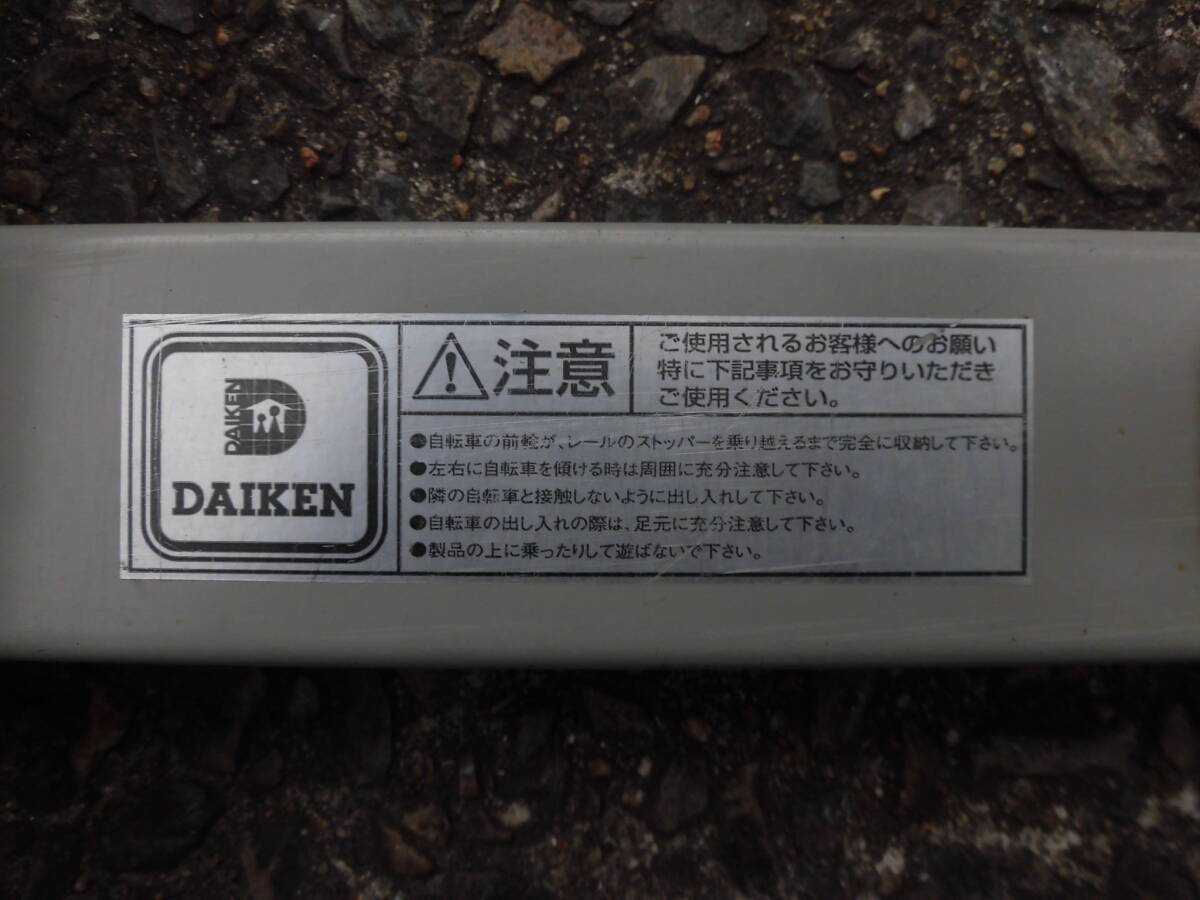 DAIKEN
DAIKEN
注意
ご使用されるお客様へのお願い
特に下記事項をお守りいただき
ご使用ください。
●自転車の前輪が、レールのストッパーを乗り越えるまで完全に収納して下さい。
●左右に自転車を傾ける時は周囲に充分注意して下さい。
●隣の自転車と接触しないように出し入れして下さい。
●自転車の出し入れの際は、足元に充分注意して下さい。
●製品の上に乗ったりして遊ばないで下さい。